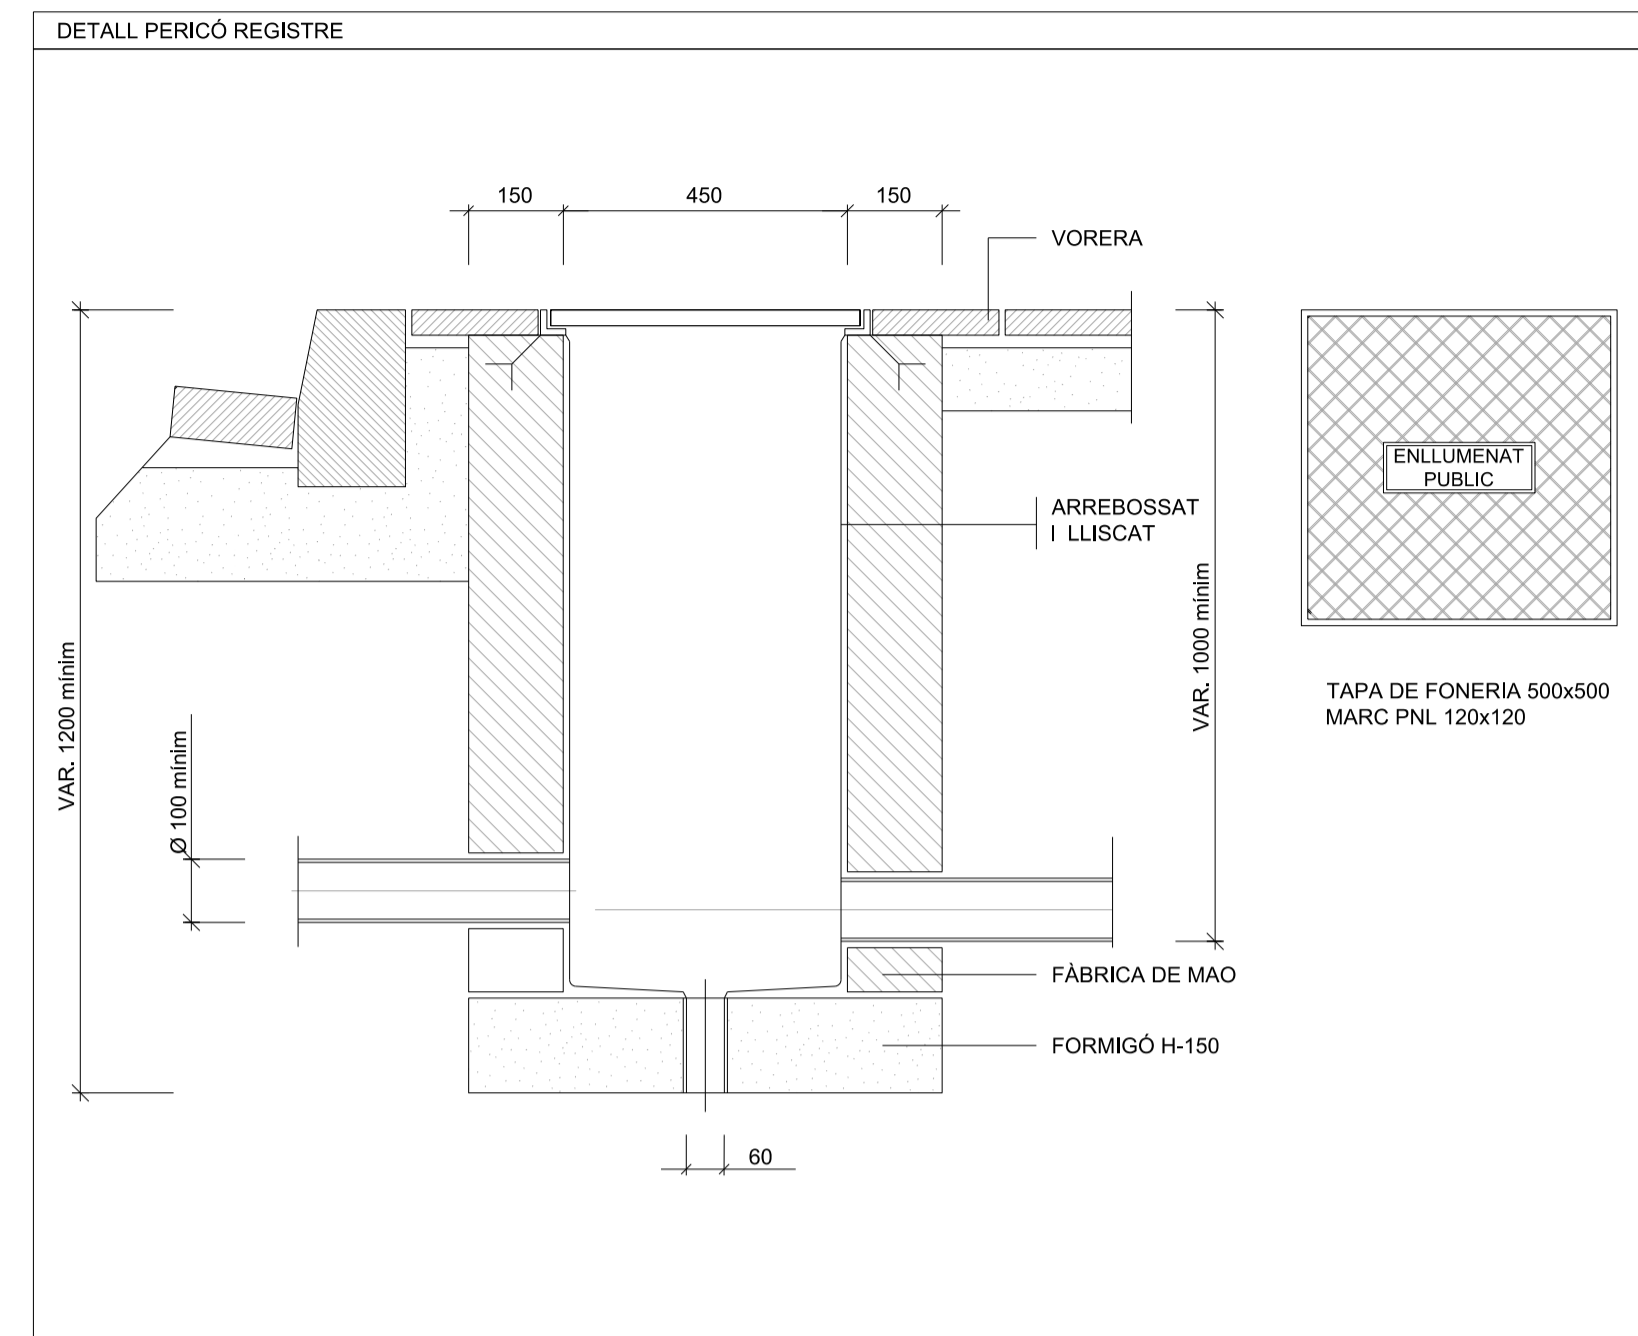 DETALL PERICÓ REGISTRE
150
450
150
VORERA
ENLLUMENAT
PUBLIC
ARREBOSSAT
I LLISCAT
VAR. 1200 mínim
Ø 100 mínim
VAR. 1000 mínim
TAPA DE FONERIA 500x500
MARC PNL 120x120
FÀBRICA DE MAO
FORMIGÓ H-150
60